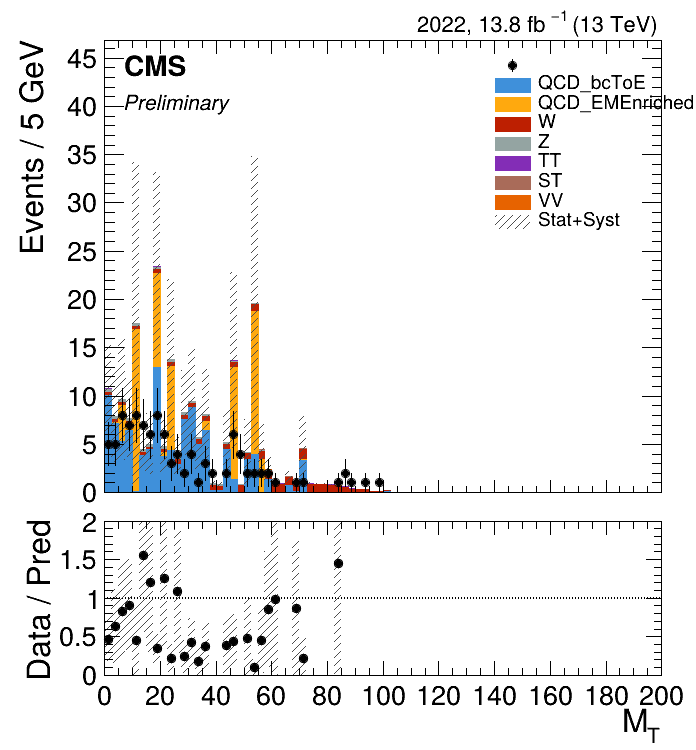 2022, 13.8 fb⁻¹ (13 TeV)
CMS
Preliminary
Events / 5 GeV
45
40
35
30
25
20
15
10
5
0
QCD_bcToE
QCD_EMEnriched
W
Z
TT
ST
VV
Stat+Syst
Data / Pred
2
1.5
1
0.5
0
0 20 40 60 80 100 120 140 160 180 200
M_T